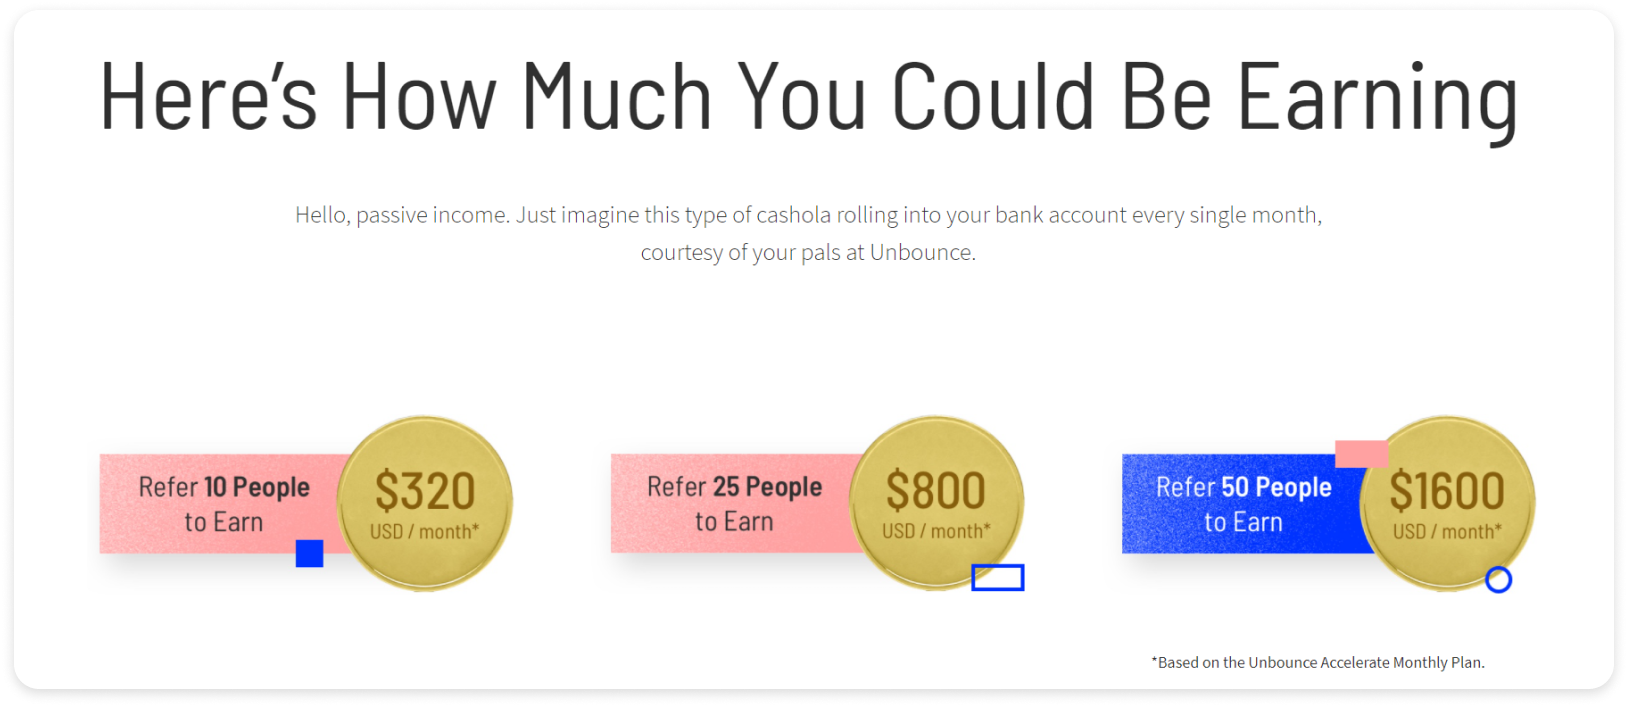 Here’s How Much You Could Be Earning
Hello, passive income. Just imagine this type of cashola rolling into your bank account every single month,
courtesy of your pals at Unbounce.
Refer 10 People
to Earn
$320
USD / month*
Refer 25 People
to Earn
$800
USD / month*
Refer 50 People
to Earn
$1600
USD / month*
*Based on the Unbounce Accelerate Monthly Plan.